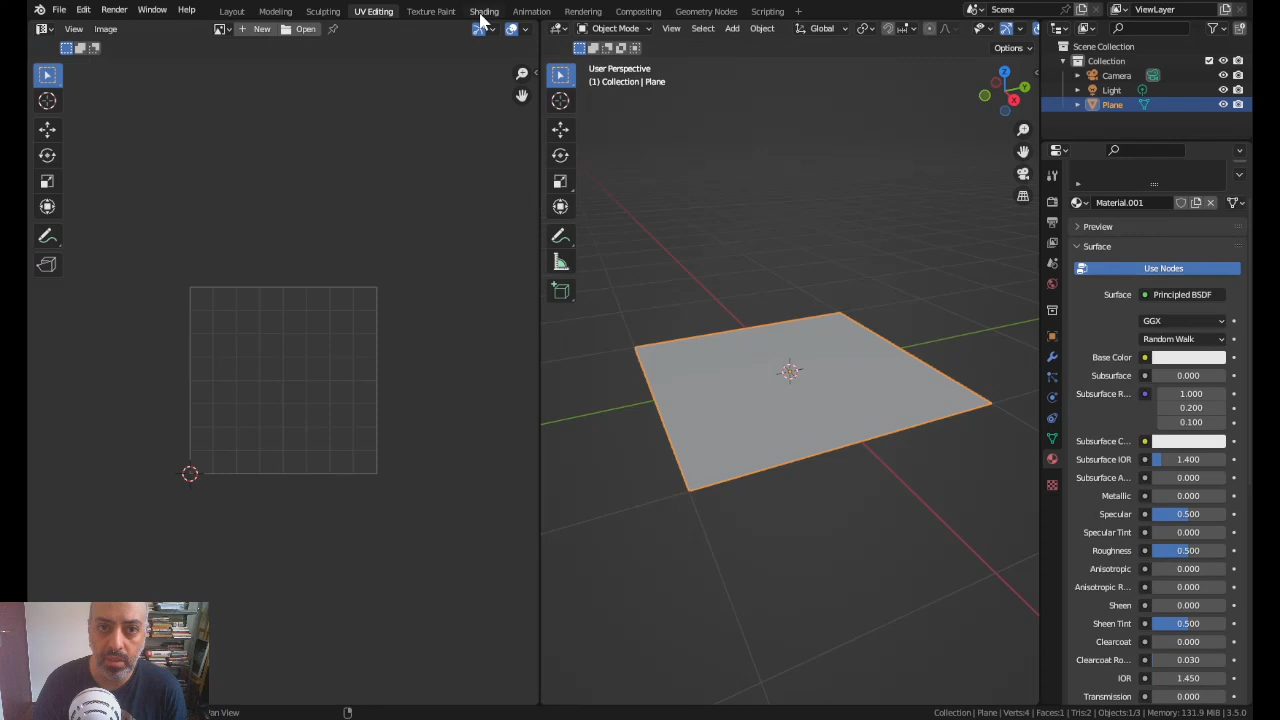 File Edit Render Window Help Layout Modeling Sculpting UV Editing Texture Paint Shading Animation Rendering Compositing Geometry Nodes Scripting + Scene ViewLayer
View Image New Open
Object Mode View Select Add Object Global
Options
User Perspective
(1) Collection | Plane
Z
Y
X
Scene Collection
Collection
Camera
Light
Plane
Material.001
Preview
Surface
Use Nodes
Surface Principled BSDF
GGX
Random Walk
Base Color
Subsurface 0.000
Subsurface R... 1.000
0.200
0.100
Subsurface C...
Subsurface IOR 1.400
Subsurface A... 0.000
Metallic 0.000
Specular 0.500
Specular Tint 0.000
Roughness 0.500
Anisotropic 0.000
Anisotropic R... 0.000
Sheen 0.000
Sheen Tint 0.500
Clearcoat 0.000
Clearcoat Ro... 0.030
IOR 1.450
Transmission 0.000
an View
Collection | Plane | Verts:4 | Faces:1 | Tris:2 | Objects:1/3 | Memory: 131.9 MiB | 3.5.0